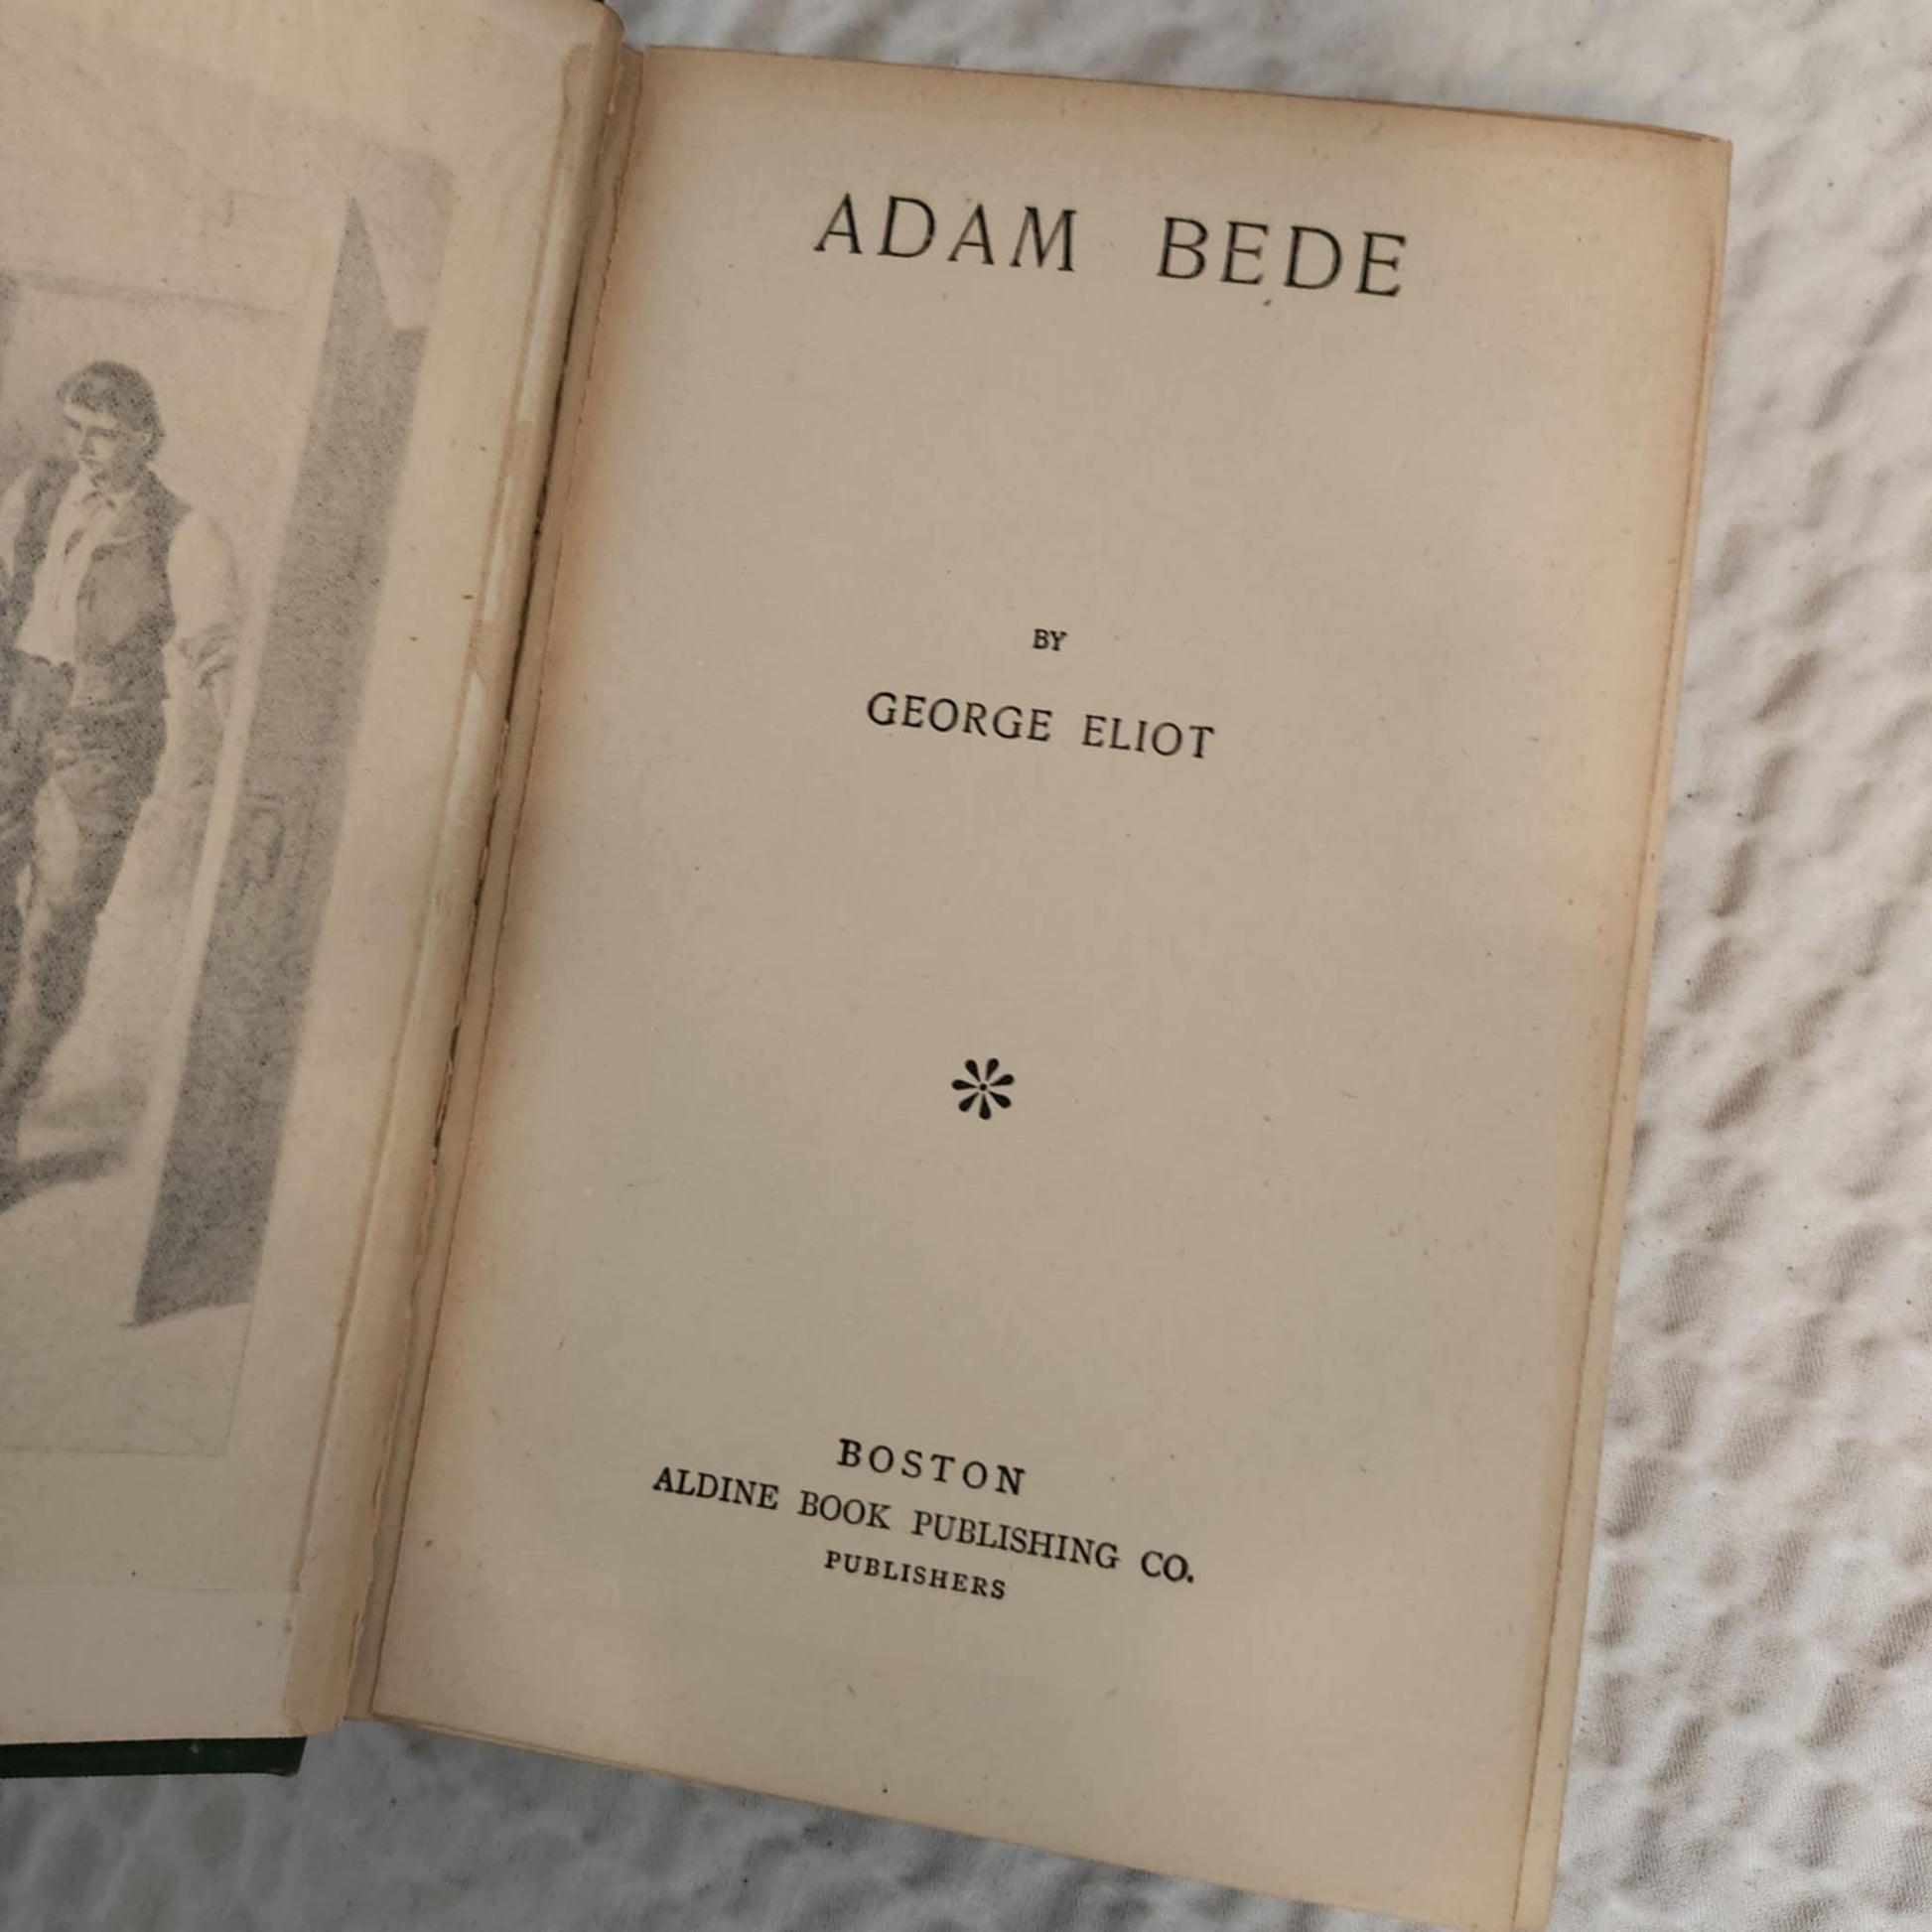 ADAM BEDE
BY
GEORGE ELIOT
BOSTON
ALDINE BOOK PUBLISHING CO.
PUBLISHERS